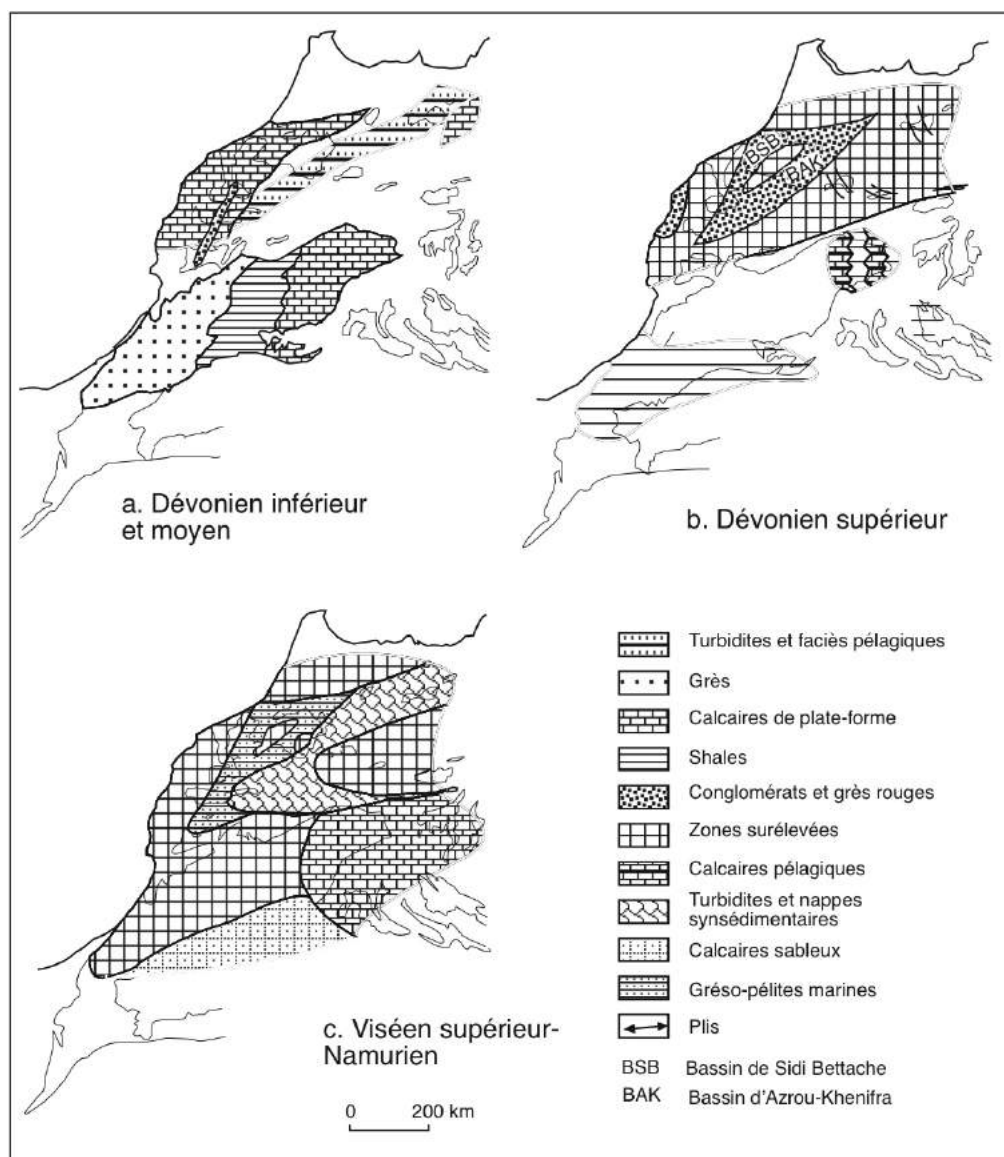 BSB
BAK
a. Dévonien inférieur
et moyen
b. Dévonien supérieur
c. Viséen supérieur-
Namurien
0 200 km
Turbidites et faciès pélagiques
Grès
Calcaires de plate-forme
Shales
Conglomérats et grès rouges
Zones surélevées
Calcaires pélagiques
Turbidites et nappes
synsédimentaires
Calcaires sableux
Gréso-pélites marines
Plis
BSB Bassin de Sidi Bettache
BAK Bassin d'Azrou-Khenifra